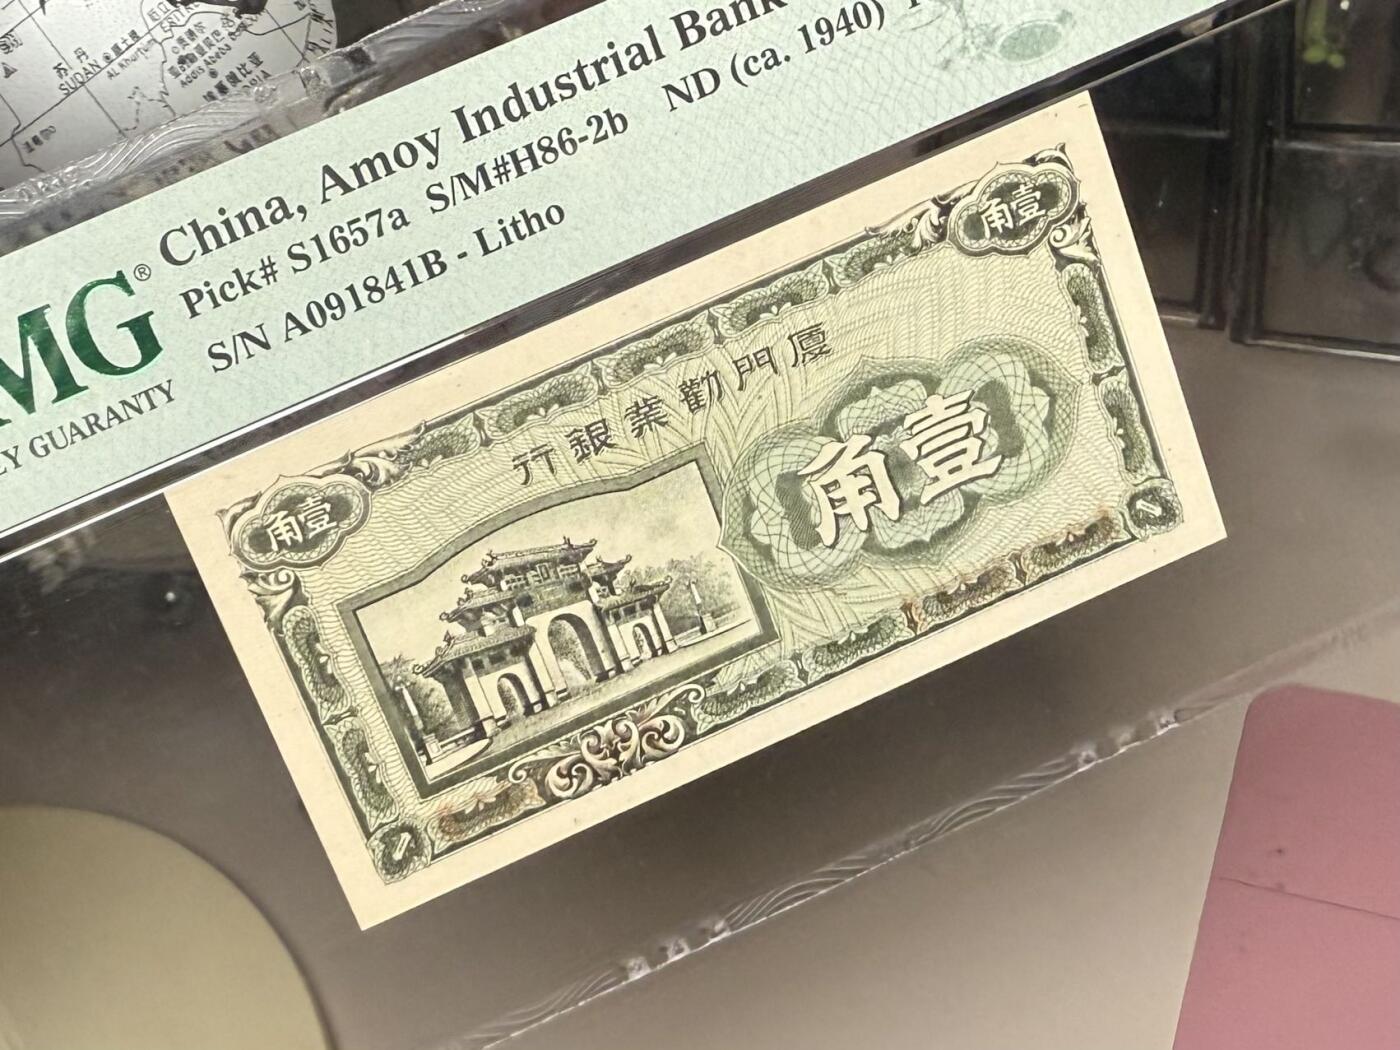 SUDAN
China, Amoy Industrial Bank
Pick# S1657a S/M#H86-2b ND (ca. 1940)
S/N A091841B - Litho
MG®
Y GUARANTY
角壹
廈門勸業銀行
角壹
角壹